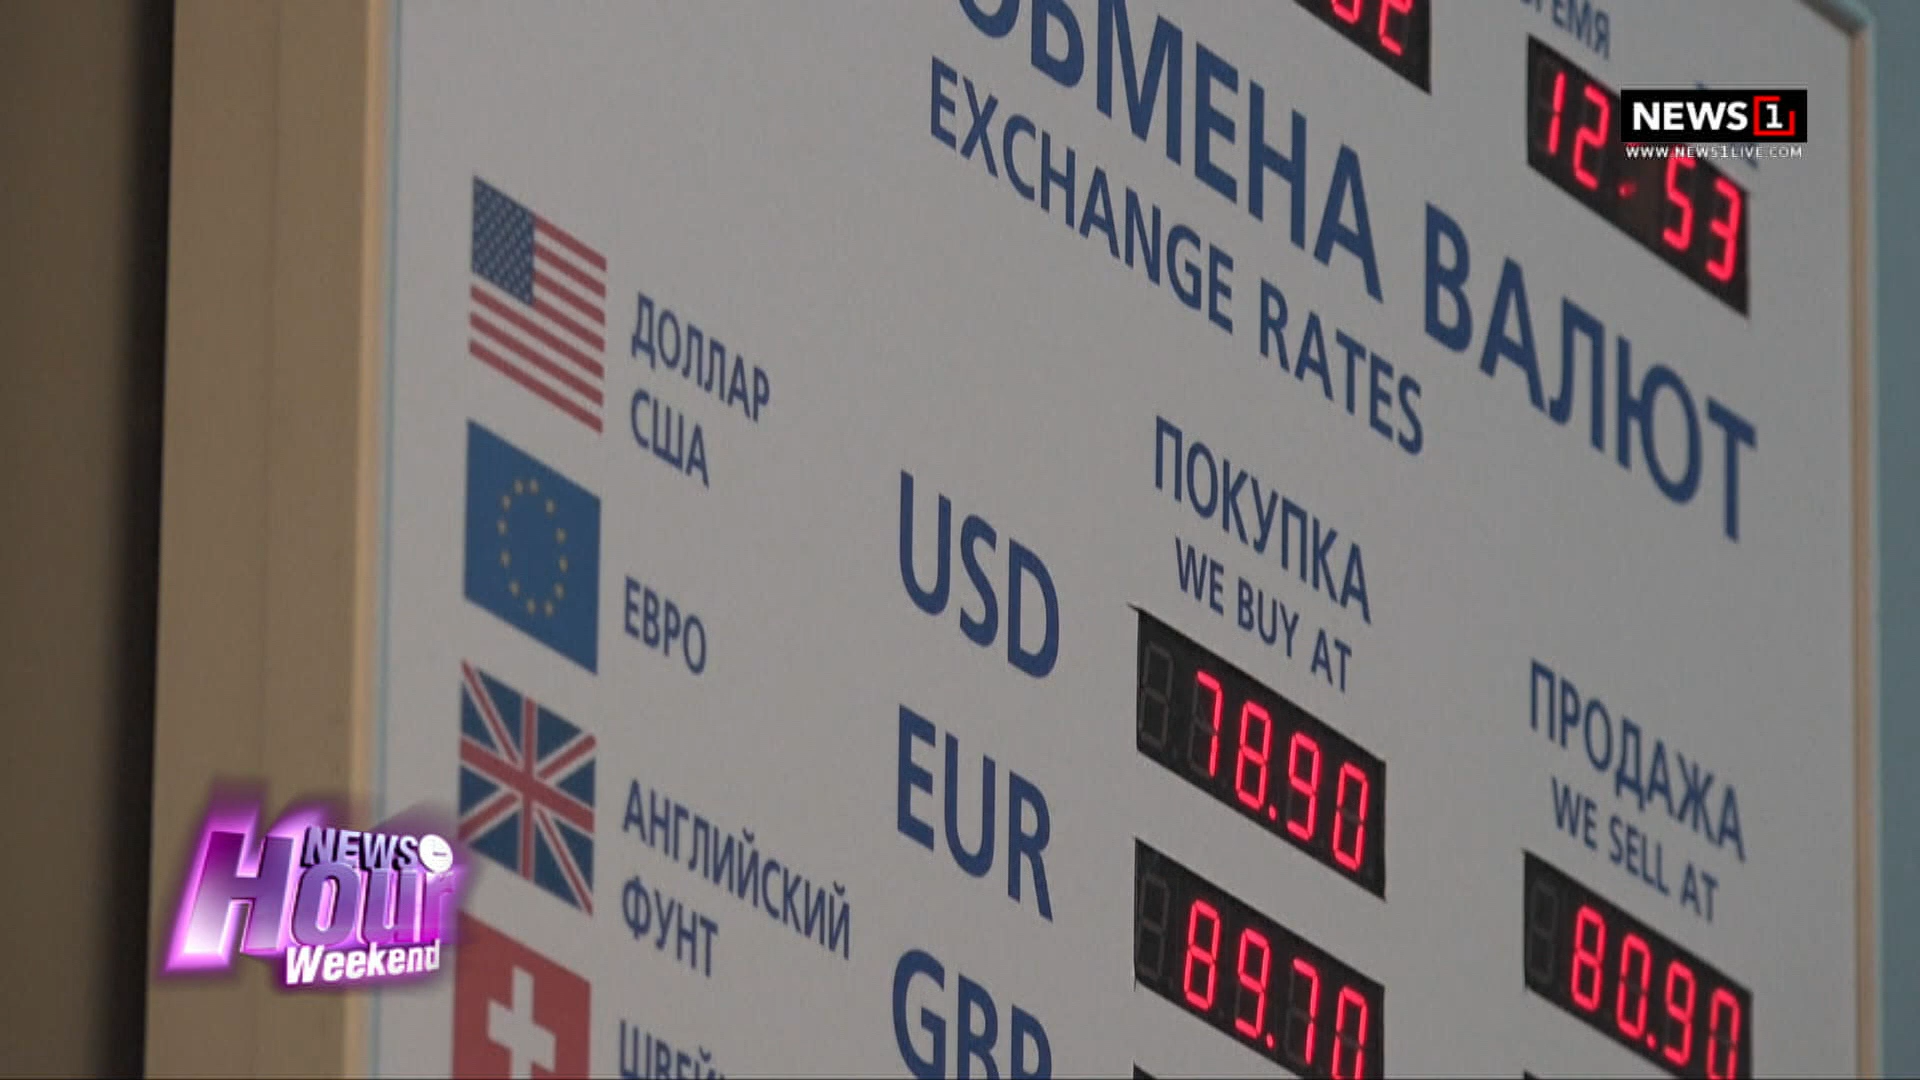 ОБМЕНА ВАЛЮТ
EXCHANGE RATES
12:53
NEWS 1
WWW.NEWS1LIVE.COM
ДОЛЛАР
США
USD
ПОКУПКА
WE BUY AT
78.90
ПРОДАЖА
WE SELL AT
80.90
ЕВРО
EUR
89.70
АНГЛИЙСКИЙ
ФУНТ
GBP
NEWS
Hour
Weekend